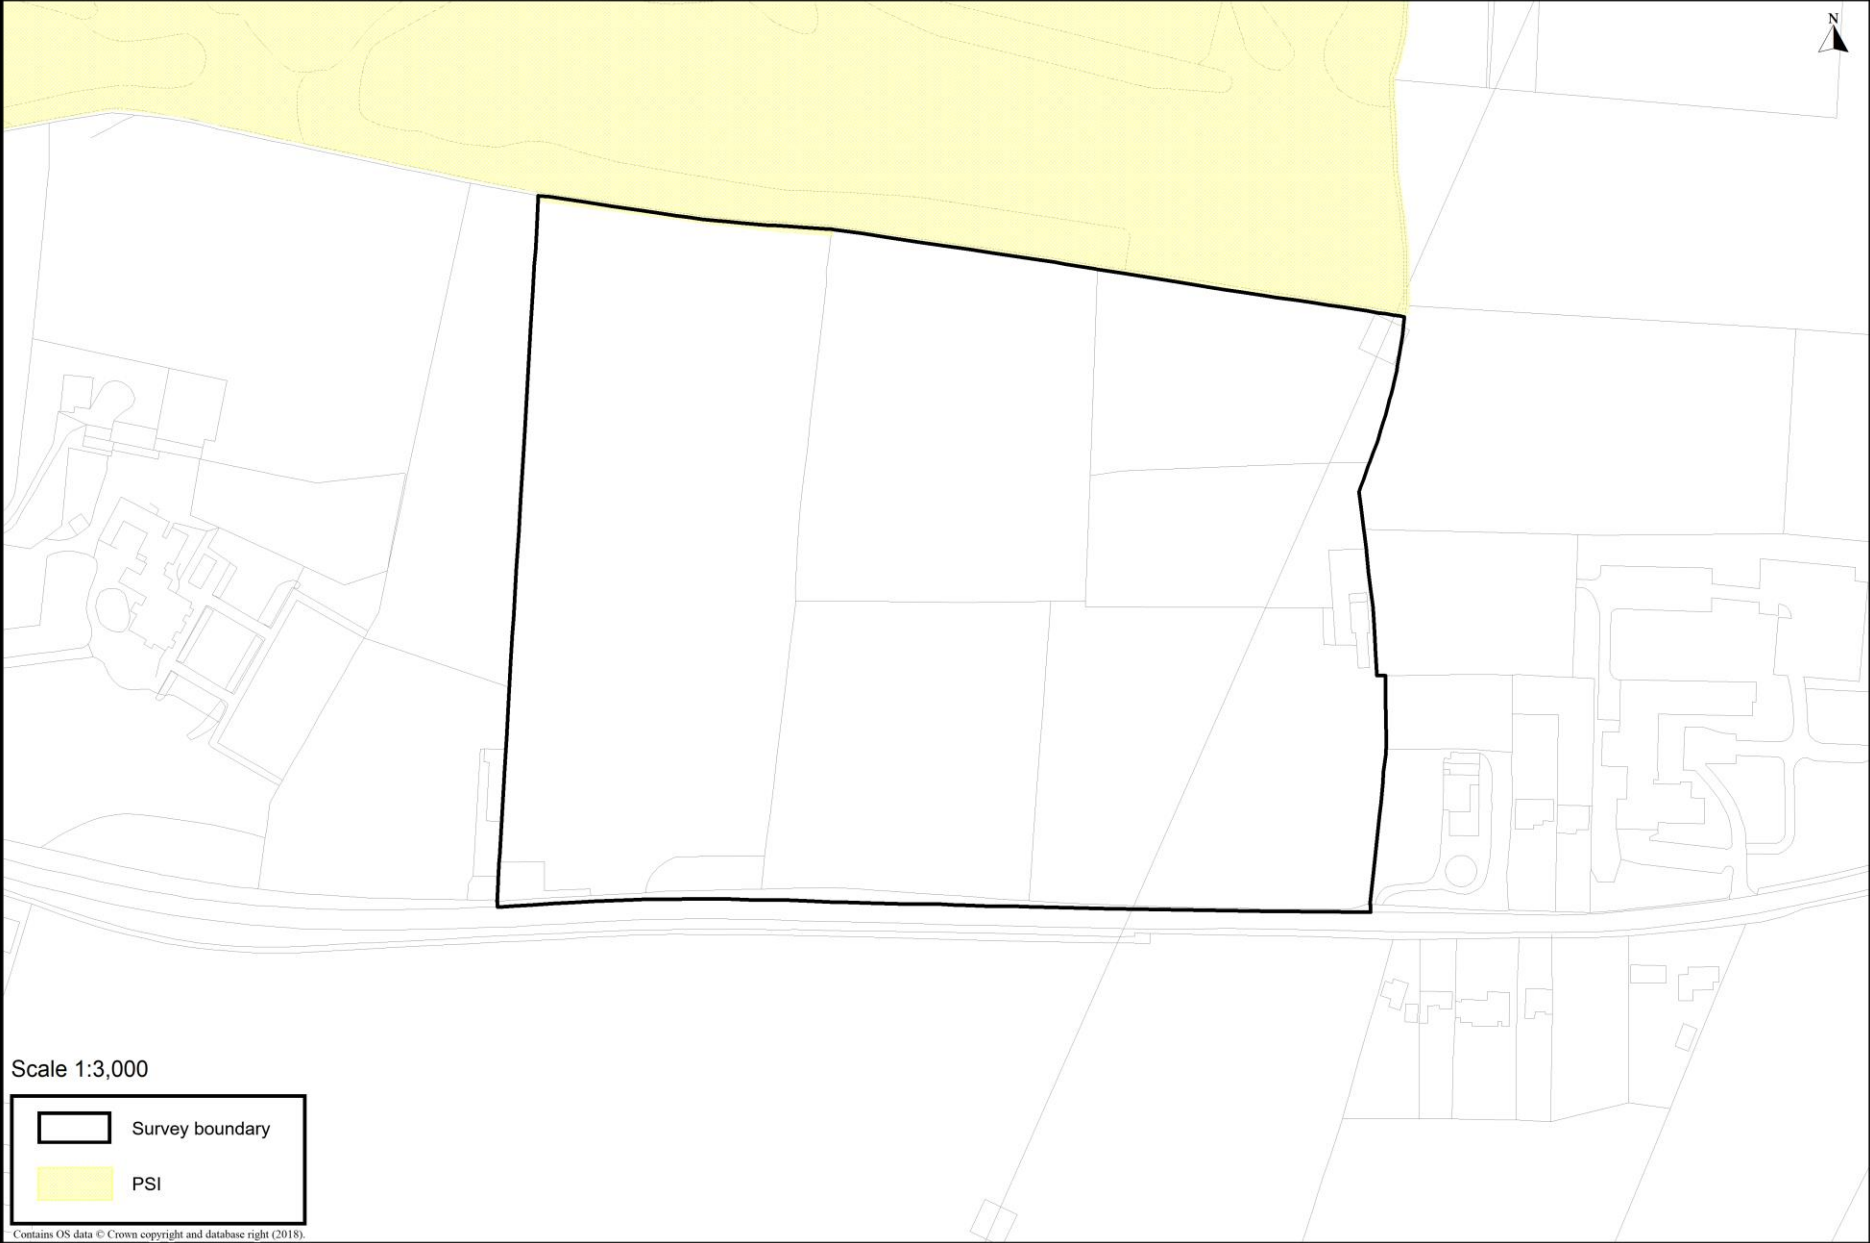 N
Scale 1:3,000
Survey boundary
PSI
Contains OS data © Crown copyright and database right (2018).